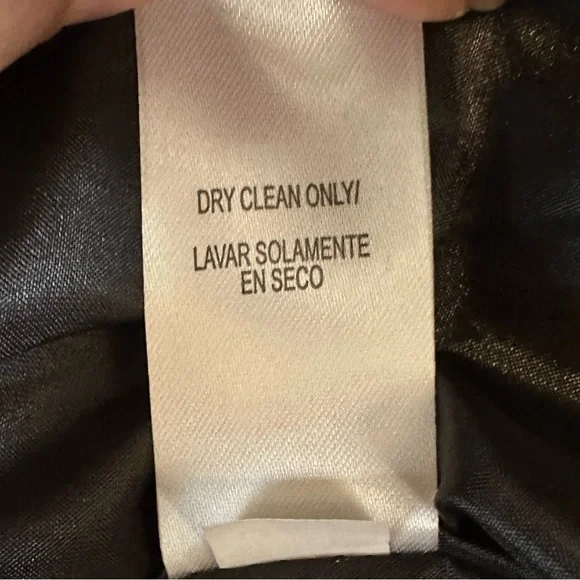 DRY CLEAN ONLY/
LAVAR SOLAMENTE
EN SECO